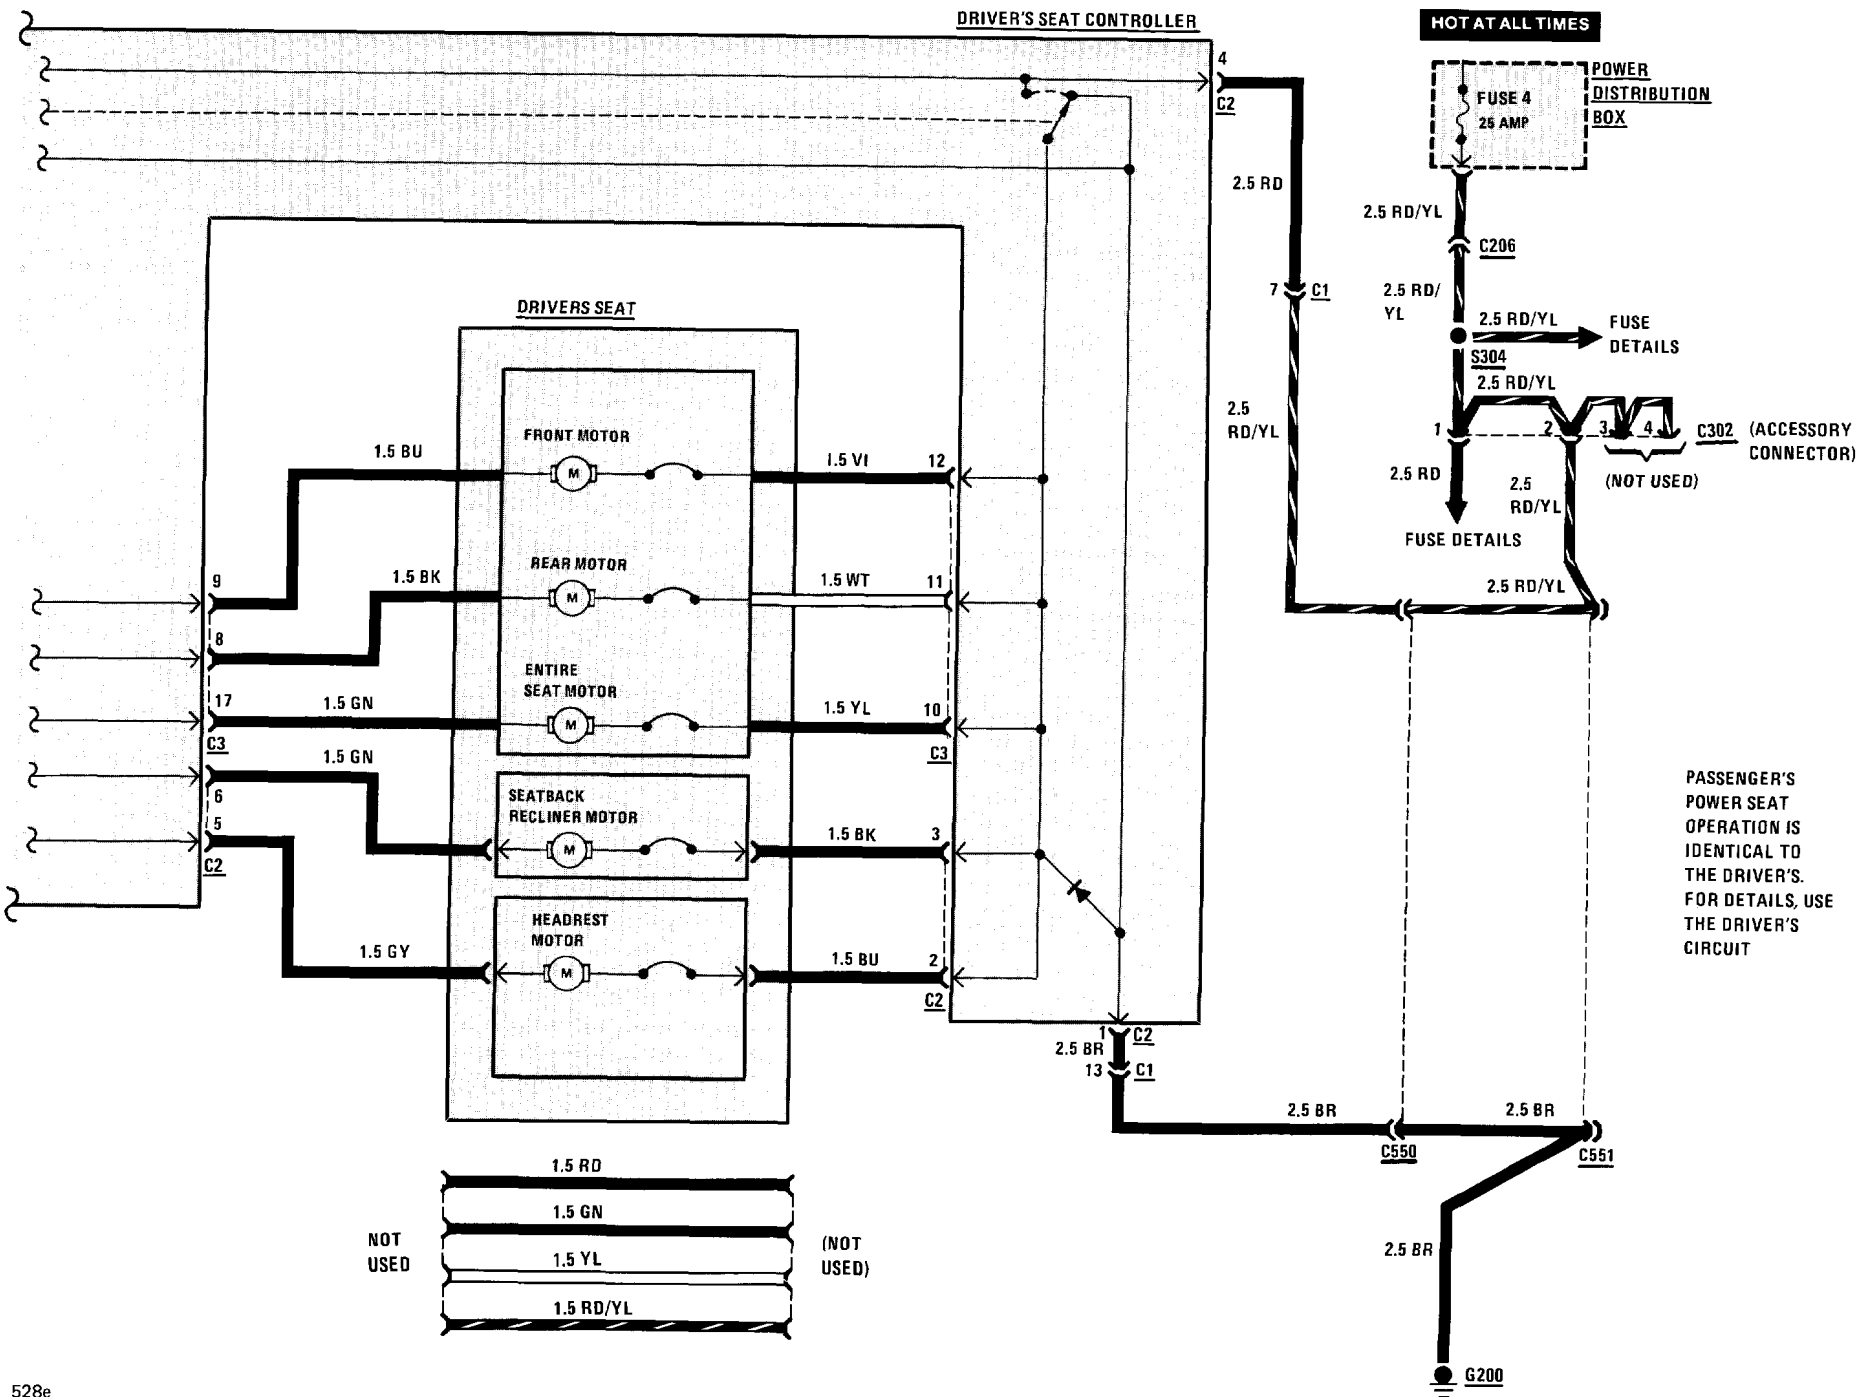 DRIVER'S SEAT CONTROLLER
HOT AT ALL TIMES
4
C2
POWER
DISTRIBUTION
BOX
FUSE 4
25 AMP
2.5 RD
2.5 RD/YL
C206
7 C1
2.5 RD/
YL
2.5 RD/YL
FUSE
DETAILS
S304
2.5 RD/YL
1 2 3 4 C302 (ACCESSORY
CONNECTOR)
(NOT USED)
2.5
RD/YL
2.5 RD
2.5
RD/YL
FUSE DETAILS
2.5 RD/YL
DRIVERS SEAT
1.5 BU
FRONT MOTOR
M
1.5 VI
12
9
1.5 BK
REAR MOTOR
M
1.5 WT
11
8
17
C3
1.5 GN
ENTIRE
SEAT MOTOR
M
1.5 YL
10
C3
1.5 GN
6
5
C2
SEATBACK
RECLINER MOTOR
M
1.5 BK
3
1.5 GY
HEADREST
MOTOR
M
1.5 BU
2
C2
PASSENGER'S
POWER SEAT
OPERATION IS
IDENTICAL TO
THE DRIVER'S.
FOR DETAILS, USE
THE DRIVER'S
CIRCUIT
1 C2
2.5 BR
13 C1
2.5 BR
2.5 BR
C550
C551
2.5 BR
G200
NOT
USED
1.5 RD
1.5 GN
1.5 YL
1.5 RD/YL
(NOT
USED)
528e